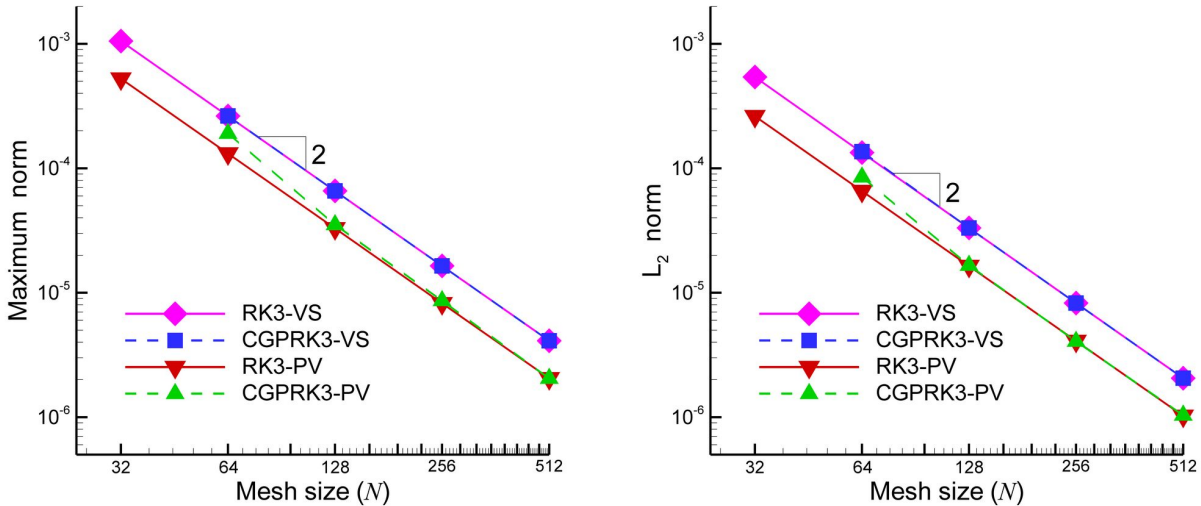 10-3
10-4
10-5
10-6
Maximum norm
2
RK3-VS
CGPRK3-VS
RK3-PV
CGPRK3-PV
32 64 128 256 512
Mesh size (N)
10-3
10-4
10-5
10-6
L2 norm
2
RK3-VS
CGPRK3-VS
RK3-PV
CGPRK3-PV
32 64 128 256 512
Mesh size (N)